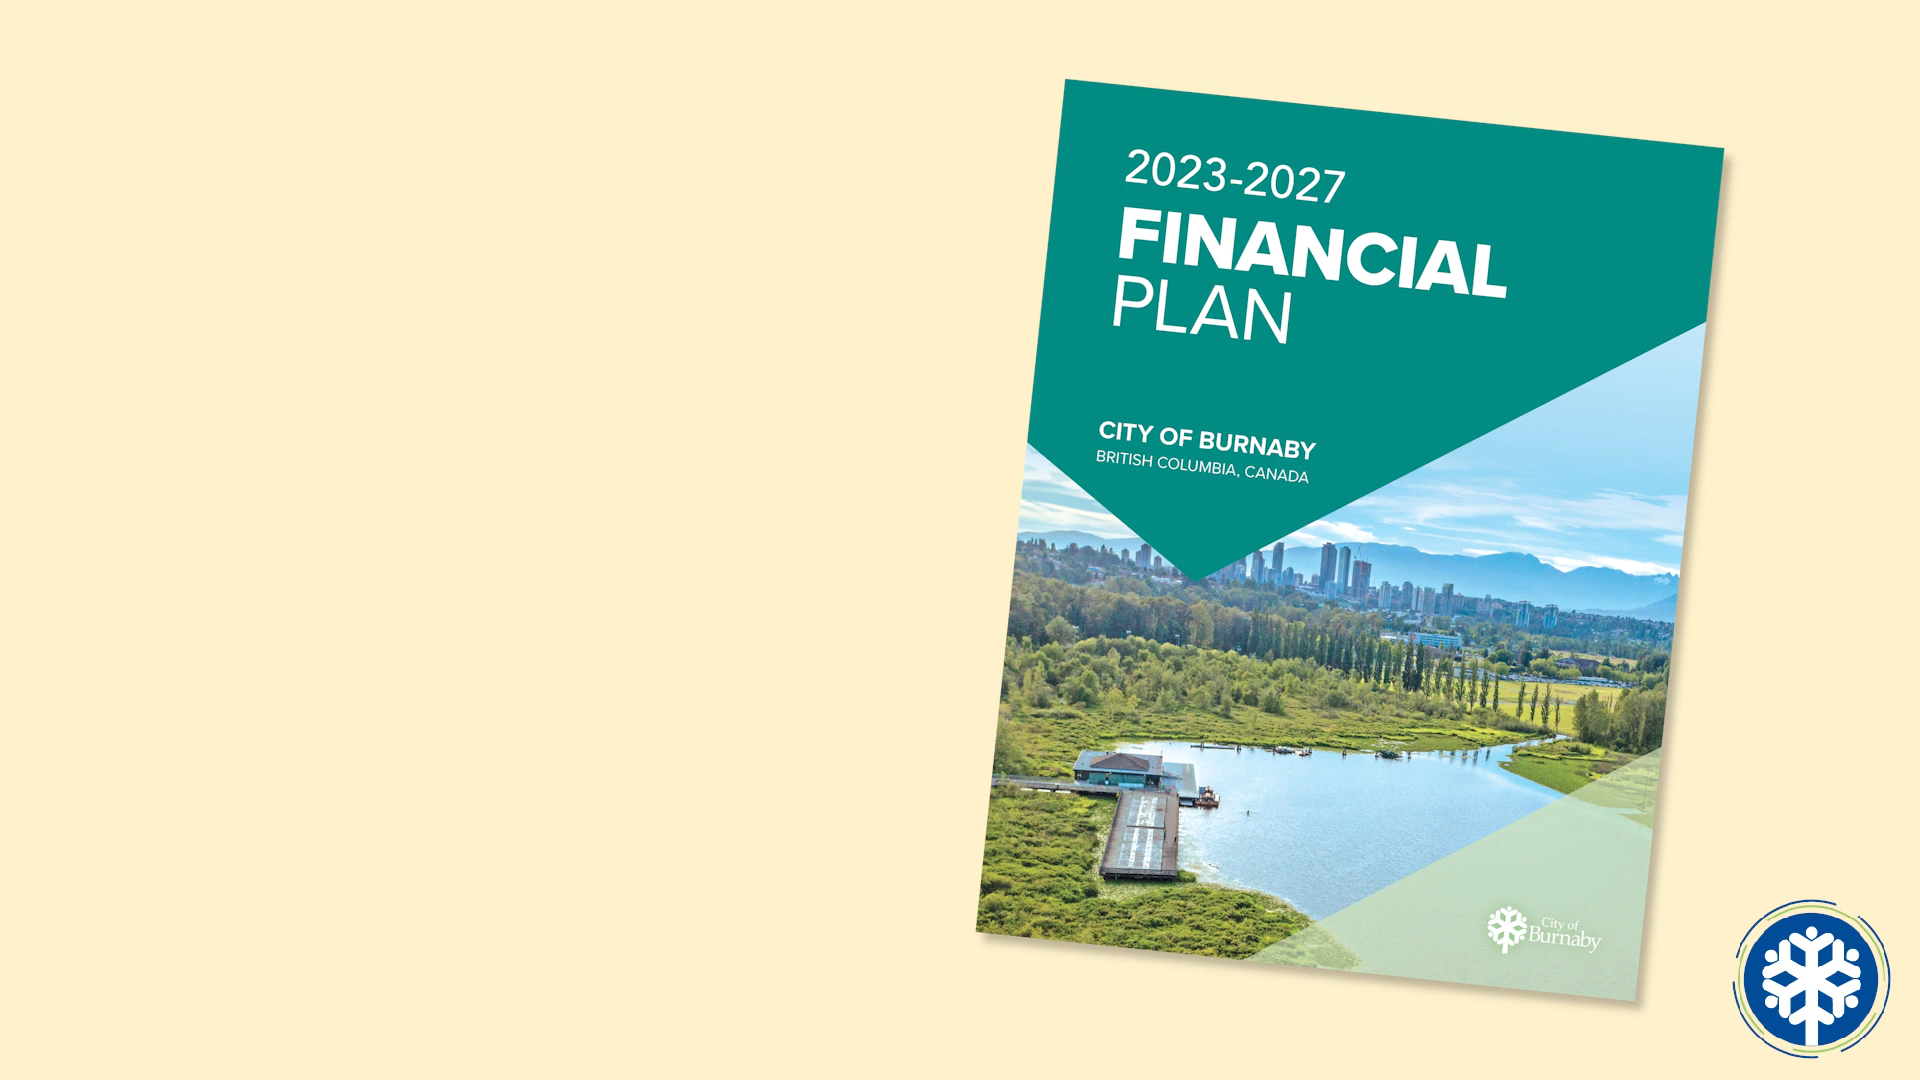 2023-2027
FINANCIAL
PLAN
CITY OF BURNABY
BRITISH COLUMBIA, CANADA
City of
Burnaby